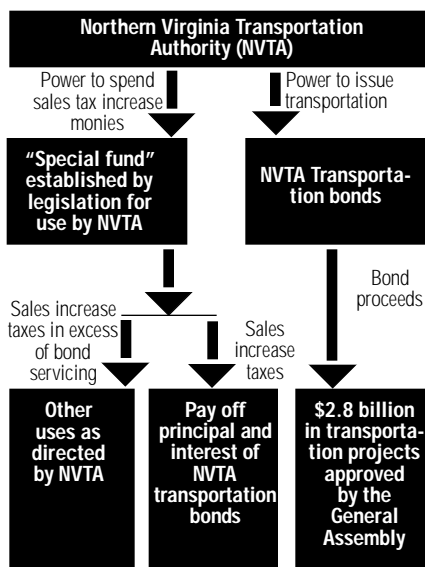 Northern Virginia Transportation
Authority (NVTA)
Power to spend
sales tax increase
monies
Power to issue
transportation
“Special fund”
established by
legislation for
use by NVTA
NVTA Transporta-
tion bonds
Bond
proceeds
Sales increase
taxes in excess
of bond
servicing
Sales
increase
taxes
Other
uses as
directed
by NVTA
Pay off
principal and
interest of
NVTA
transportation
bonds
$2.8 billion
in transporta-
tion projects
approved
by the
General
Assembly